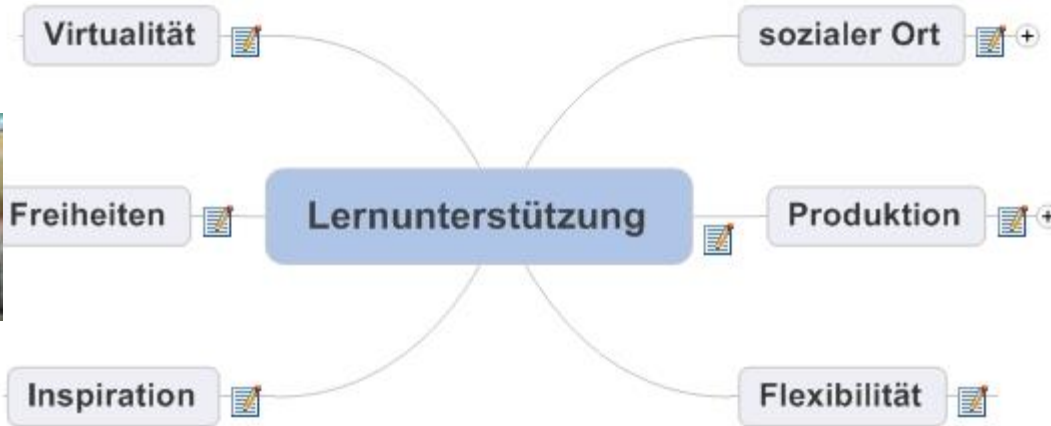 Virtualität
sozialer Ort
Freiheiten
Lernunterstützung
Produktion
Inspiration
Flexibilität